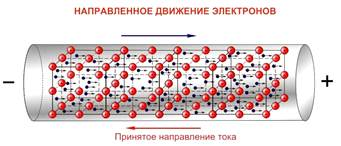 НАПРАВЛЕННОЕ ДВИЖЕНИЕ ЭЛЕКТРОНОВ
– +
Принятое направление тока